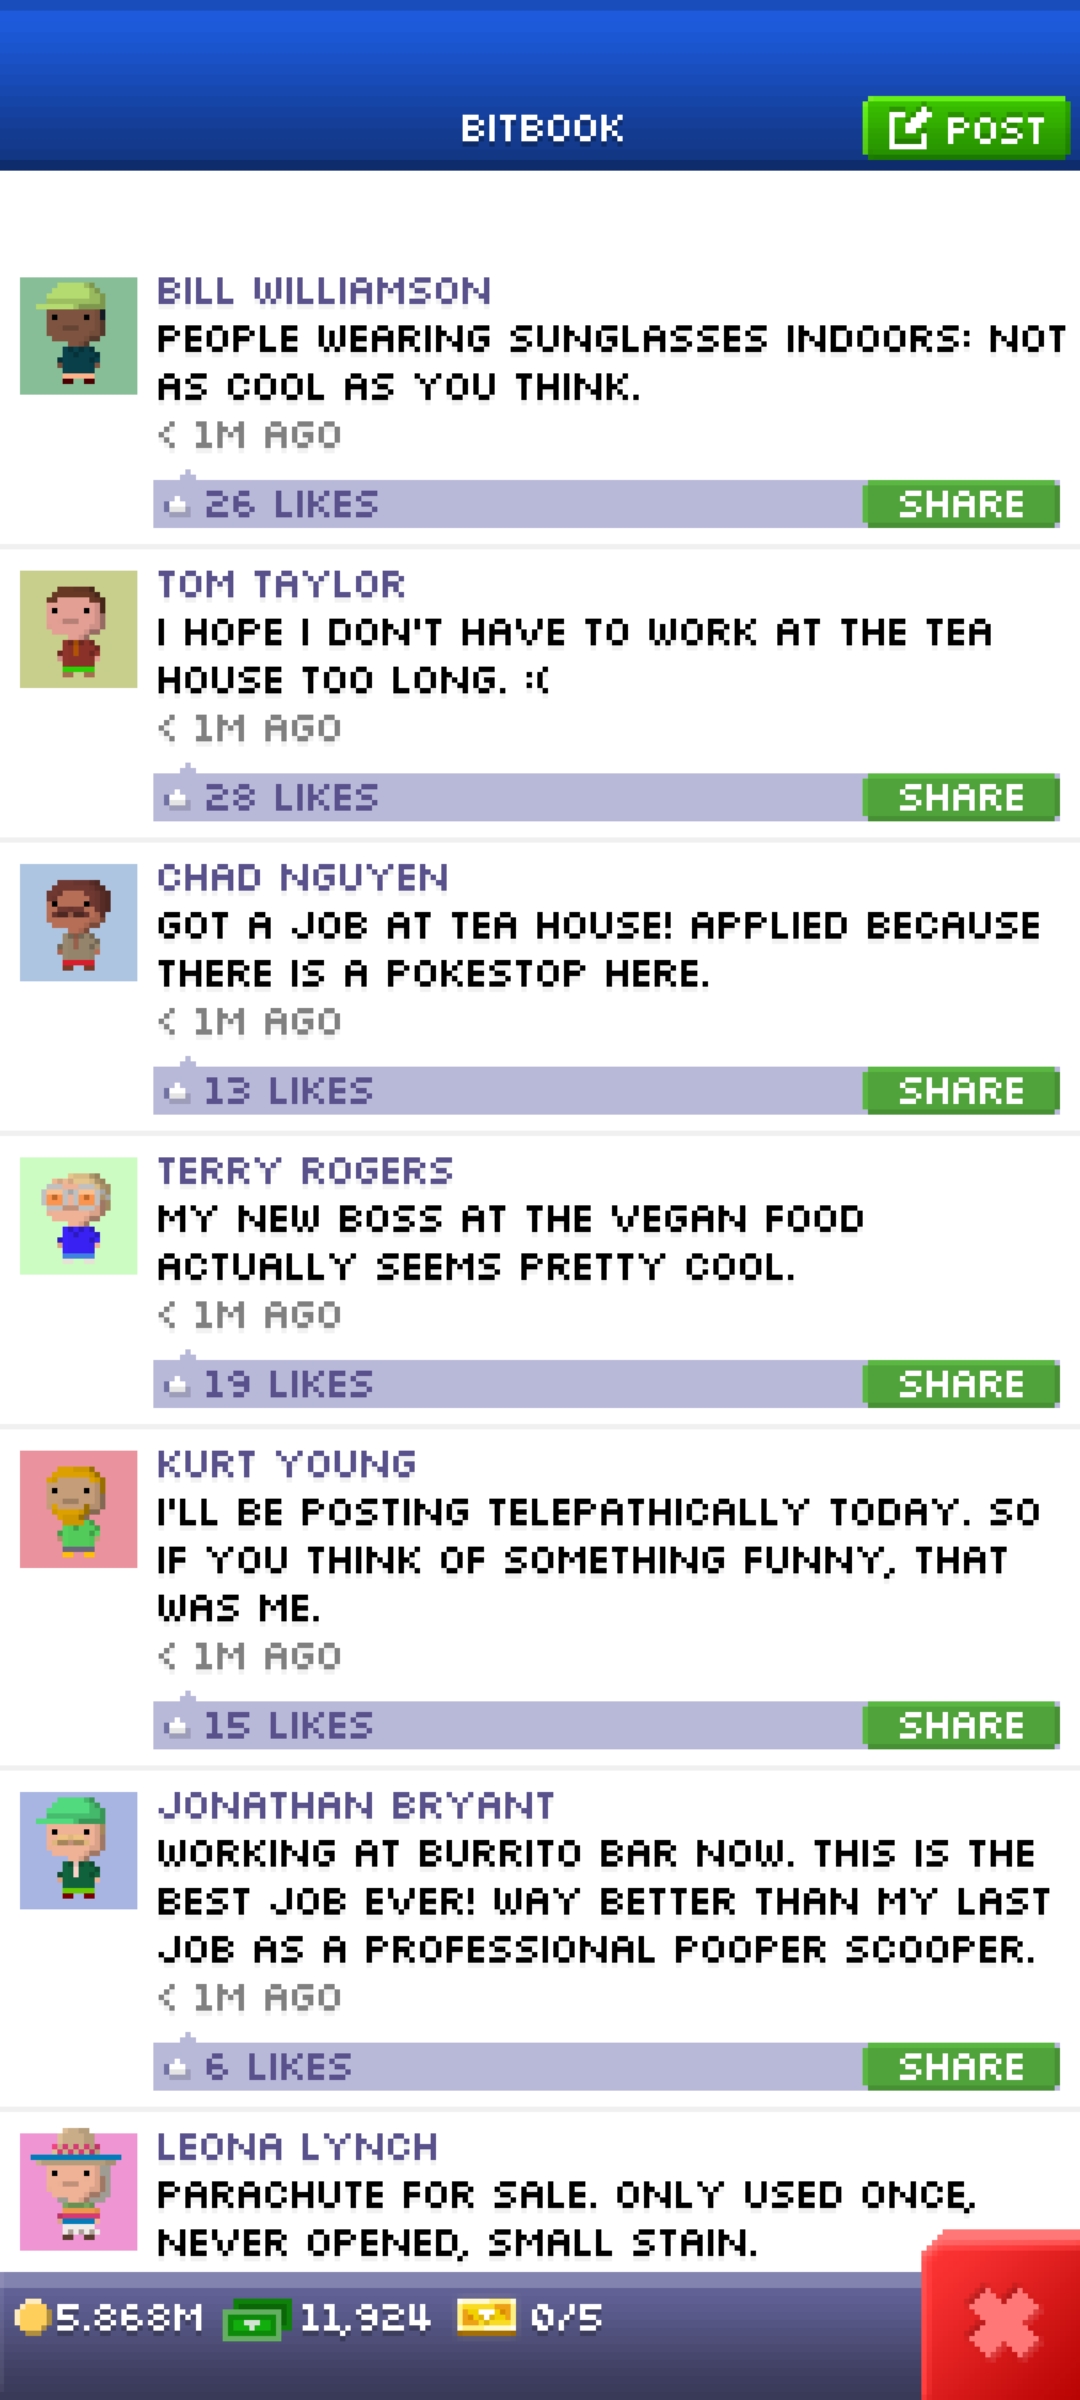 BITBOOK
POST
BILL WILLIAMSON
PEOPLE WEARING SUNGLASSES INDOORS: NOT
AS COOL AS YOU THINK.
< 1M AGO
26 LIKES
SHARE
TOM TAYLOR
I HOPE I DON'T HAVE TO WORK AT THE TEA
HOUSE TOO LONG. :(
< 1M AGO
28 LIKES
SHARE
CHAD NGUYEN
GOT A JOB AT TEA HOUSE! APPLIED BECAUSE
THERE IS A POKESTOP HERE.
< 1M AGO
13 LIKES
SHARE
TERRY ROGERS
MY NEW BOSS AT THE VEGAN FOOD
ACTUALLY SEEMS PRETTY COOL.
< 1M AGO
19 LIKES
SHARE
KURT YOUNG
I'LL BE POSTING TELEPATHICALLY TODAY. SO
IF YOU THINK OF SOMETHING FUNNY, THAT
WAS ME.
< 1M AGO
15 LIKES
SHARE
JONATHAN BRYANT
WORKING AT BURRITO BAR NOW. THIS IS THE
BEST JOB EVER! WAY BETTER THAN MY LAST
JOB AS A PROFESSIONAL POOPER SCOOPER.
< 1M AGO
6 LIKES
SHARE
LEONA LYNCH
PARACHUTE FOR SALE. ONLY USED ONCE,
NEVER OPENED, SMALL STAIN.
5.868M 11,924 0/5